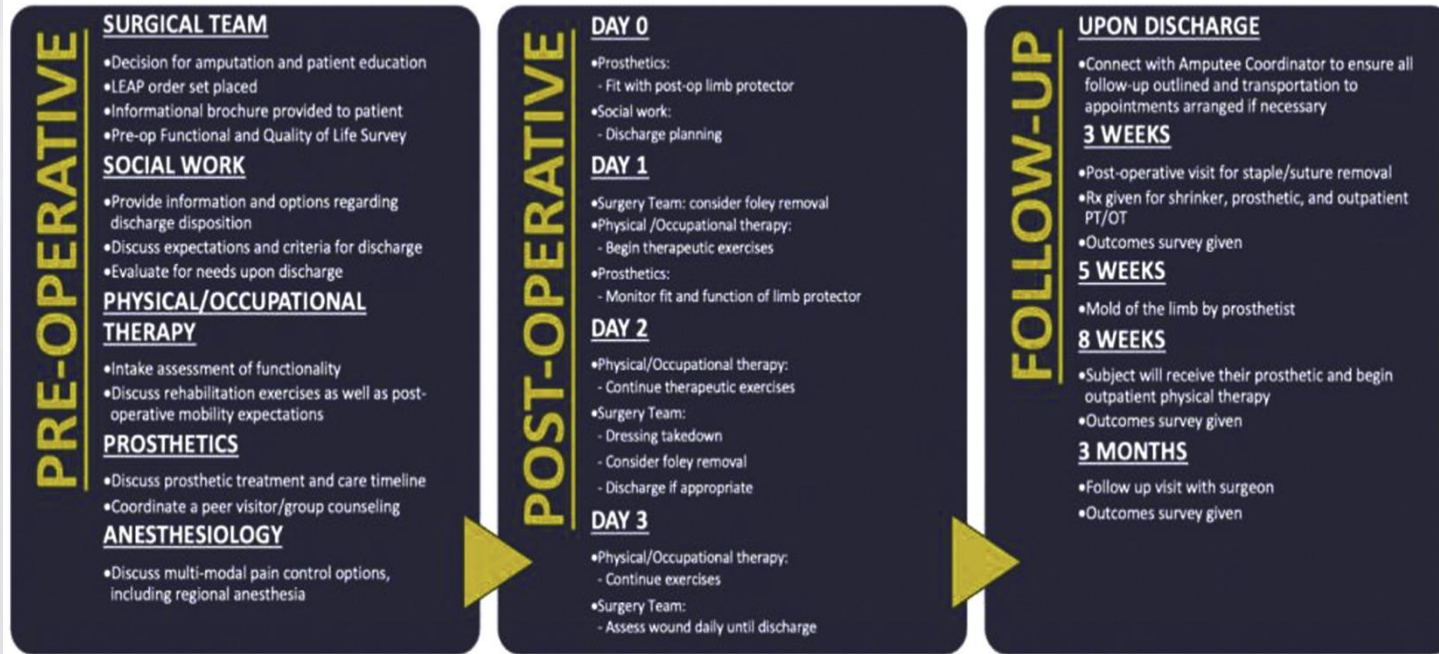 PRE-OPERATIVE
SURGICAL TEAM
•Decision for amputation and patient education
•LEAP order set placed
•Informational brochure provided to patient
•Pre-op Functional and Quality of Life Survey
SOCIAL WORK
•Provide information and options regarding
discharge disposition
•Discuss expectations and criteria for discharge
•Evaluate for needs upon discharge
PHYSICAL/OCCUPATIONAL
THERAPY
•Intake assessment of functionality
•Discuss rehabilitation exercises as well as post-
operative mobility expectations
PROSTHETICS
•Discuss prosthetic treatment and care timeline
•Coordinate a peer visitor/group counseling
ANESTHESIOLOGY
•Discuss multi-modal pain control options,
including regional anesthesia
POST-OPERATIVE
DAY 0
•Prosthetics:
- Fit with post-op limb protector
•Social work:
- Discharge planning
DAY 1
•Surgery Team: consider foley removal
•Physical /Occupational therapy:
- Begin therapeutic exercises
•Prosthetics:
- Monitor fit and function of limb protector
DAY 2
•Physical/Occupational therapy:
- Continue therapeutic exercises
•Surgery Team:
- Dressing takedown
- Consider foley removal
- Discharge if appropriate
DAY 3
•Physical/Occupational therapy:
- Continue exercises
•Surgery Team:
- Assess wound daily until discharge
FOLLOW-UP
UPON DISCHARGE
•Connect with Amputee Coordinator to ensure all
follow-up outlined and transportation to
appointments arranged if necessary
3 WEEKS
•Post-operative visit for staple/suture removal
•Rx given for shrinker, prosthetic, and outpatient
PT/OT
•Outcomes survey given
5 WEEKS
•Mold of the limb by prosthetist
8 WEEKS
•Subject will receive their prosthetic and begin
outpatient physical therapy
•Outcomes survey given
3 MONTHS
•Follow up visit with surgeon
•Outcomes survey given